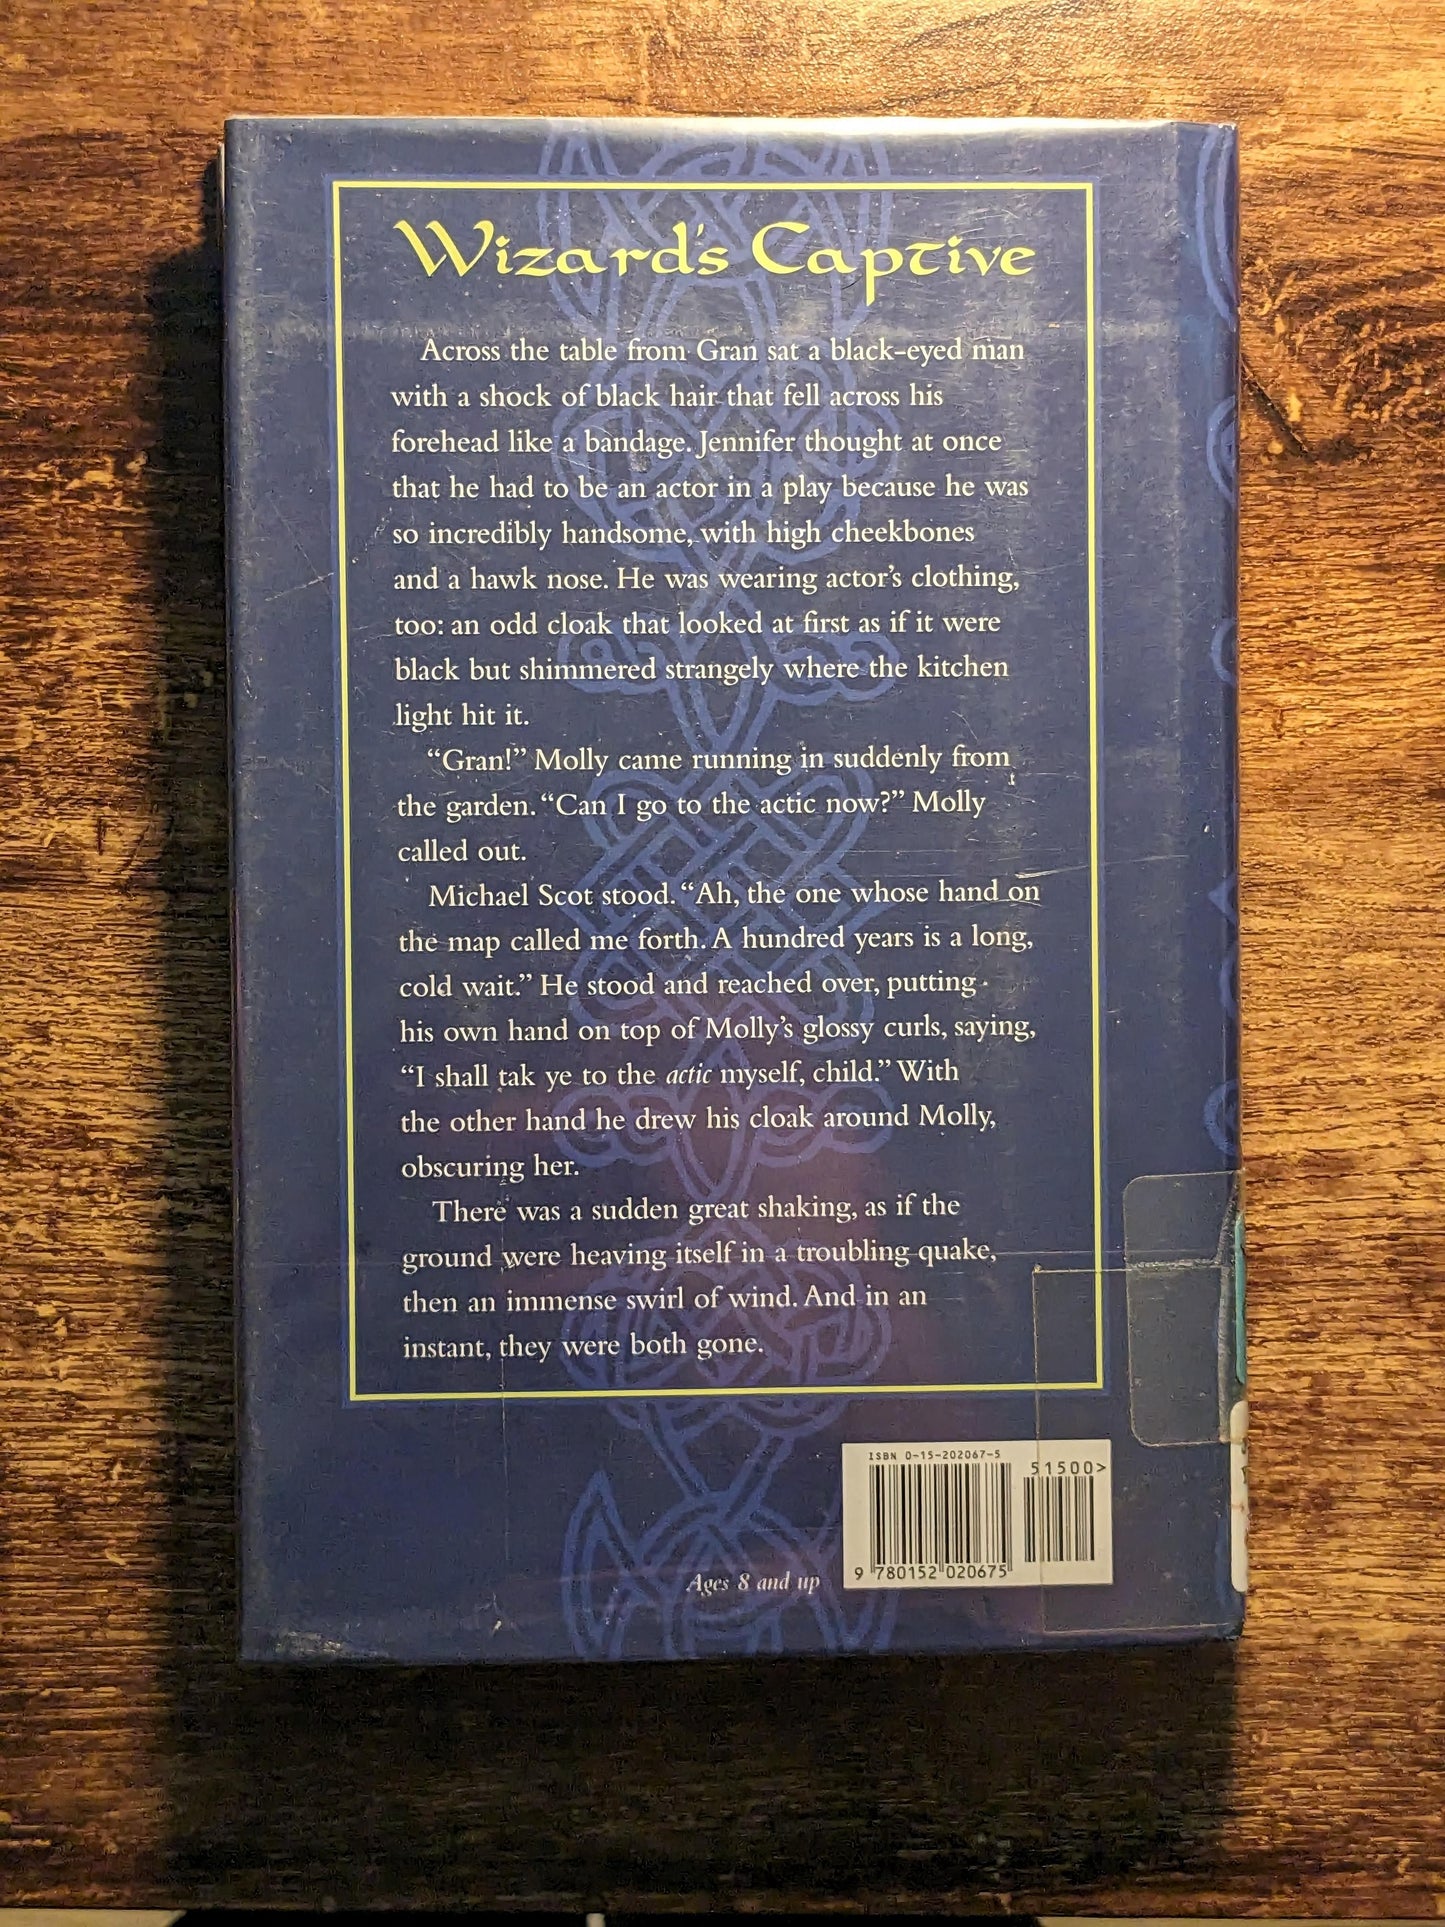 Wizard's Captive
Across the table from Gran sat a black-eyed man
with a shock of black hair that fell across his
forehead like a bandage. Jennifer thought at once
that he had to be an actor in a play because he was
so incredibly handsome, with high cheekbones
and a hawk nose. He was wearing actor's clothing,
too: an odd cloak that looked at first as if it were
black but shimmered strangely where the kitchen
light hit it.
“Gran!” Molly came running in suddenly from
the garden. “Can I go to the actic now?” Molly
called out.
Michael Scot stood. “Ah, the one whose hand on
the map called me forth. A hundred years is a long,
cold wait.” He stood and reached over, putting
his own hand on top of Molly's glossy curls, saying,
“I shall tak ye to the actic myself, child.” With
the other hand he drew his cloak around Molly,
obscuring her.
There was a sudden great shaking, as if the
ground were heaving itself in a troubling quake,
then an immense swirl of wind. And in an
instant, they were both gone.
ISBN 0-15-202067-5
51500>
9 780152 020675
Ages 8 and up